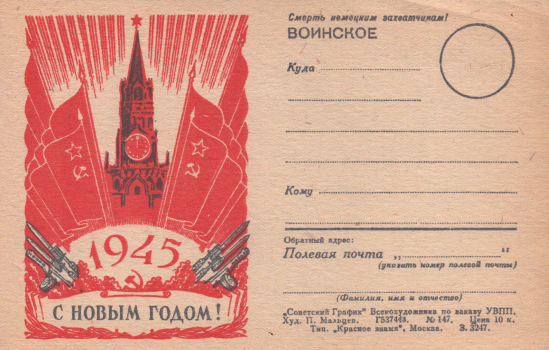 1945
С НОВЫМ ГОДОМ!
Смерть немецким захватчикам!
ВОИНСКОЕ
Куда
Кому
Обратный адрес:
Полевая почта „ “
(указать номер полевой почты)
(Фамилия, имя и отчество)
„Советский График“ Всекохудожника по заказу УВПП.
Худ. П. Мальцев. Г537448. № 147. Цена 10 к.
Тип. „Красное знамя“, Москва. З. 3247.